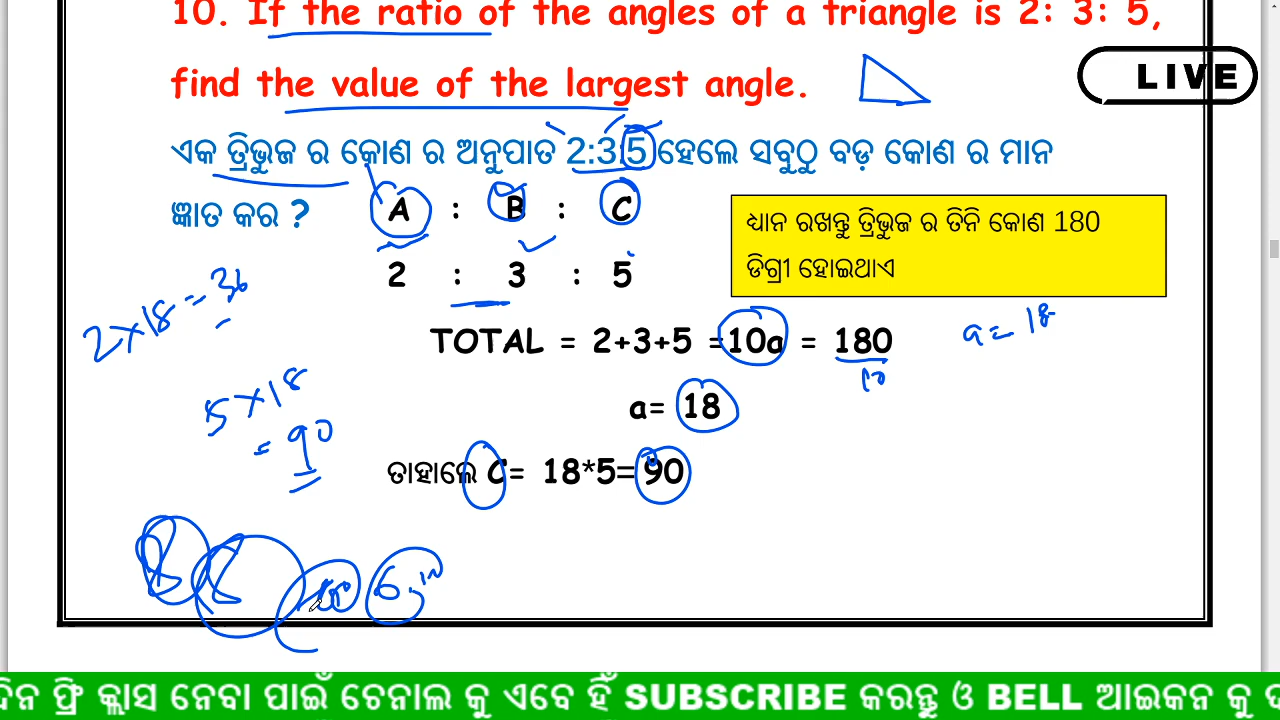 10. If the ratio of the angles of a triangle is 2: 3: 5,
find the value of the largest angle.
LIVE
ଏକ ତ୍ରିଭୁଜ ର କୋଣ ର ଅନୁପାତ 2:3:5 ହେଲେ ସବୁଠୁ ବଡ଼ କୋଣ ର ମାନ
ଜ୍ଞାତ କର ?
A : B : C
ଧ୍ୟାନ ରଖନ୍ତୁ ତ୍ରିଭୁଜ ର ତିନି କୋଣ 180
ଡିଗ୍ରୀ ହୋଇଥାଏ
2 : 3 : 5
2×18=36
TOTAL = 2+3+5 =10a = 180
10
a=18
5×18
=90
a= 18
ତାହାଲେ C= 18*5=90
ଦିନ ଫ୍ରି କ୍ଲାସ ନେବା ପାଇଁ ଚେନାଲ କୁ ଏବେ ହିଁ SUBSCRIBE କରନ୍ତୁ ଓ BELL ଆଇକନ କୁ